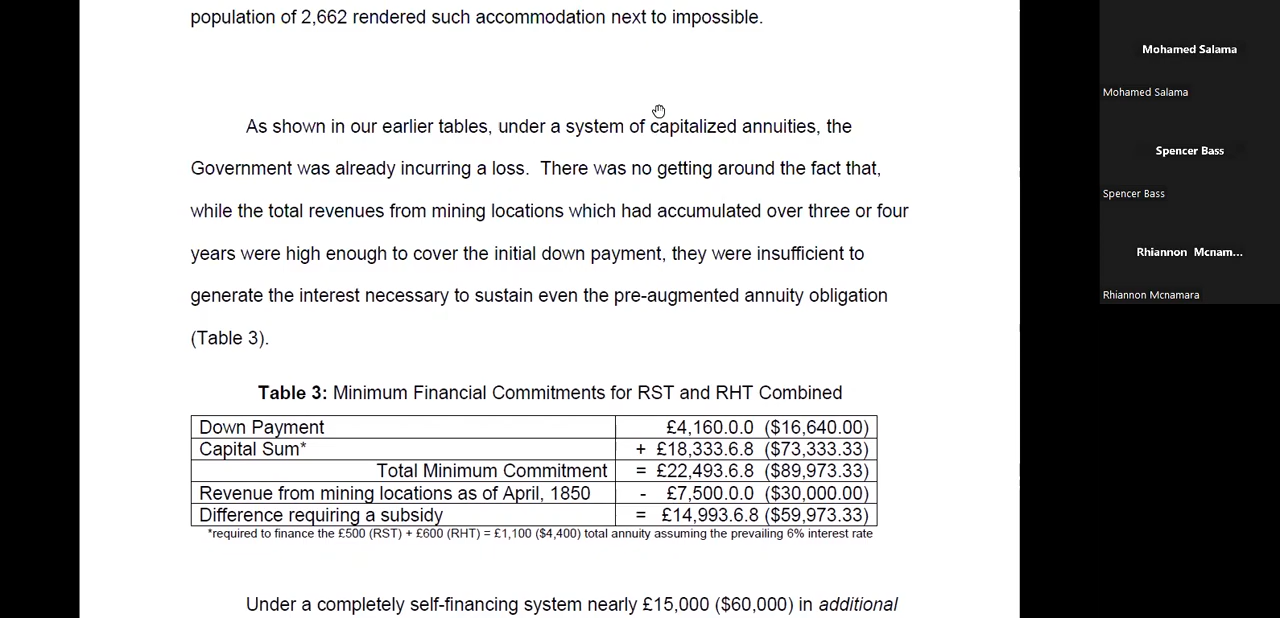 population of 2,662 rendered such accommodation next to impossible.
As shown in our earlier tables, under a system of capitalized annuities, the
Government was already incurring a loss.  There was no getting around the fact that,
while the total revenues from mining locations which had accumulated over three or four
years were high enough to cover the initial down payment, they were insufficient to
generate the interest necessary to sustain even the pre-augmented annuity obligation
(Table 3).
Table 3: Minimum Financial Commitments for RST and RHT Combined
Down Payment £4,160.0.0 ($16,640.00)
Capital Sum* + £18,333.6.8 ($73,333.33)
Total Minimum Commitment = £22,493.6.8 ($89,973.33)
Revenue from mining locations as of April, 1850 - £7,500.0.0 ($30,000.00)
Difference requiring a subsidy = £14,993.6.8 ($59,973.33)
*required to finance the £500 (RST) + £600 (RHT) = £1,100 ($4,400) total annuity assuming the prevailing 6% interest rate
Under a completely self-financing system nearly £15,000 ($60,000) in additional
Mohamed Salama
Mohamed Salama
Spencer Bass
Spencer Bass
Rhiannon Mcnam...
Rhiannon Mcnamara